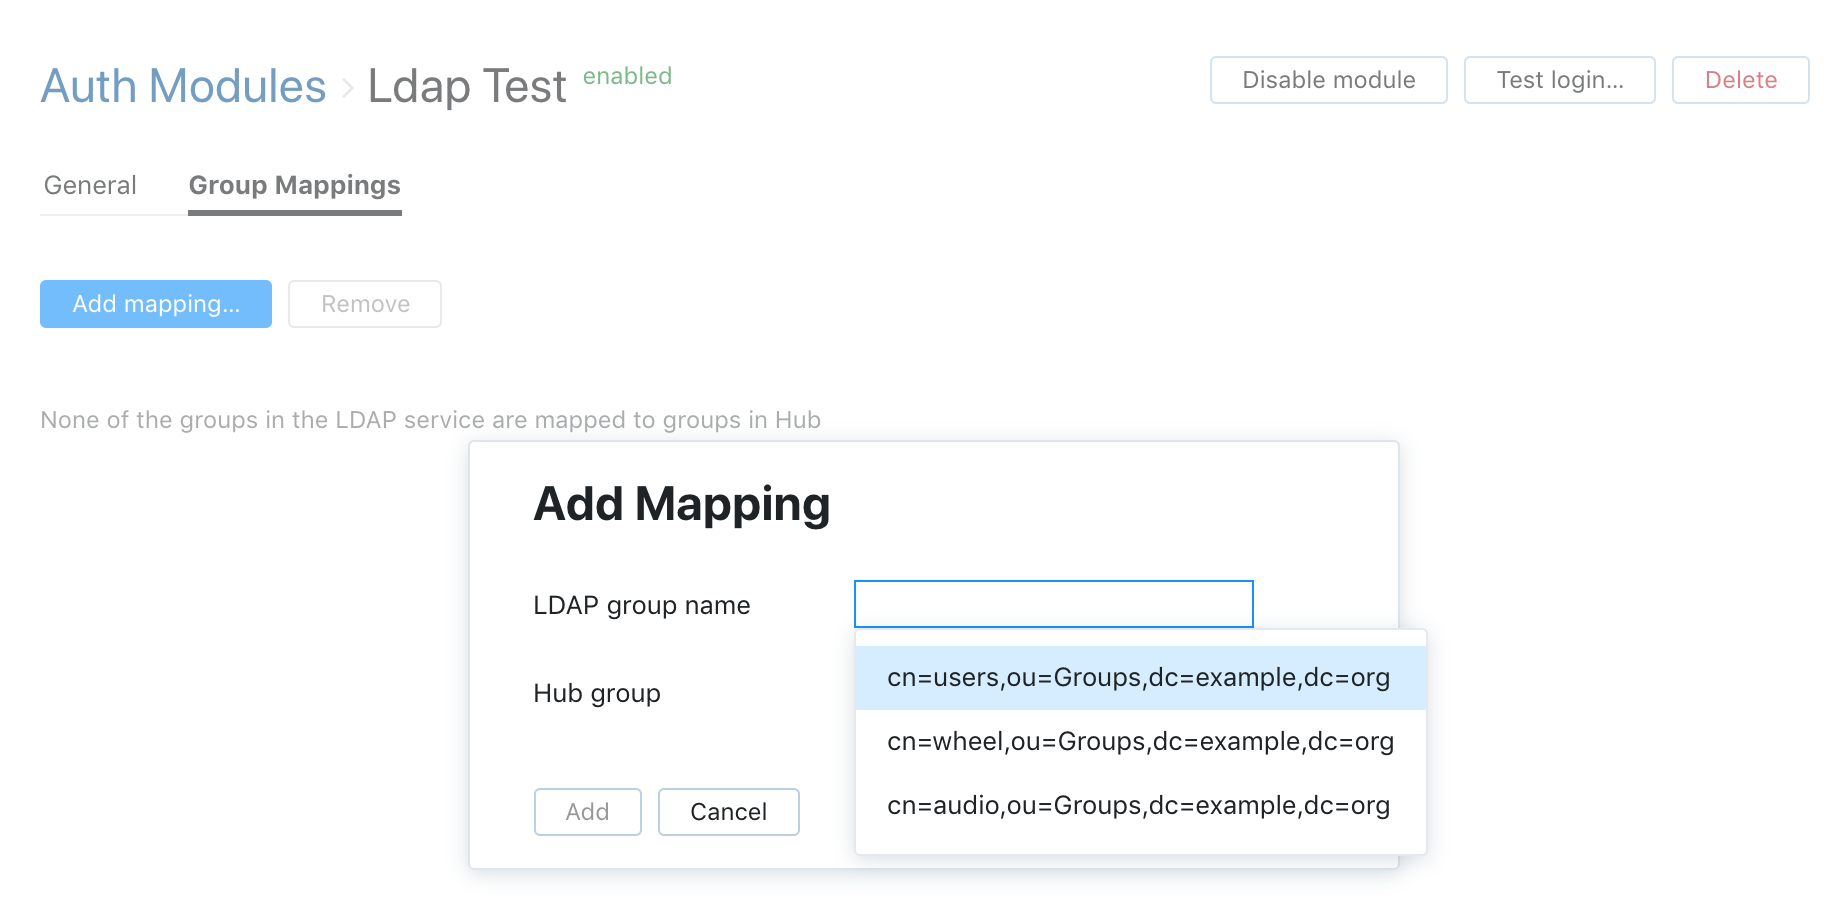 Auth Modules › Ldap Test enabled
Disable module Test login... Delete
General Group Mappings
Add mapping... Remove
None of the groups in the LDAP service are mapped to groups in Hub
Add Mapping
LDAP group name
cn=users,ou=Groups,dc=example,dc=org
Hub group
cn=wheel,ou=Groups,dc=example,dc=org
cn=audio,ou=Groups,dc=example,dc=org
Add Cancel